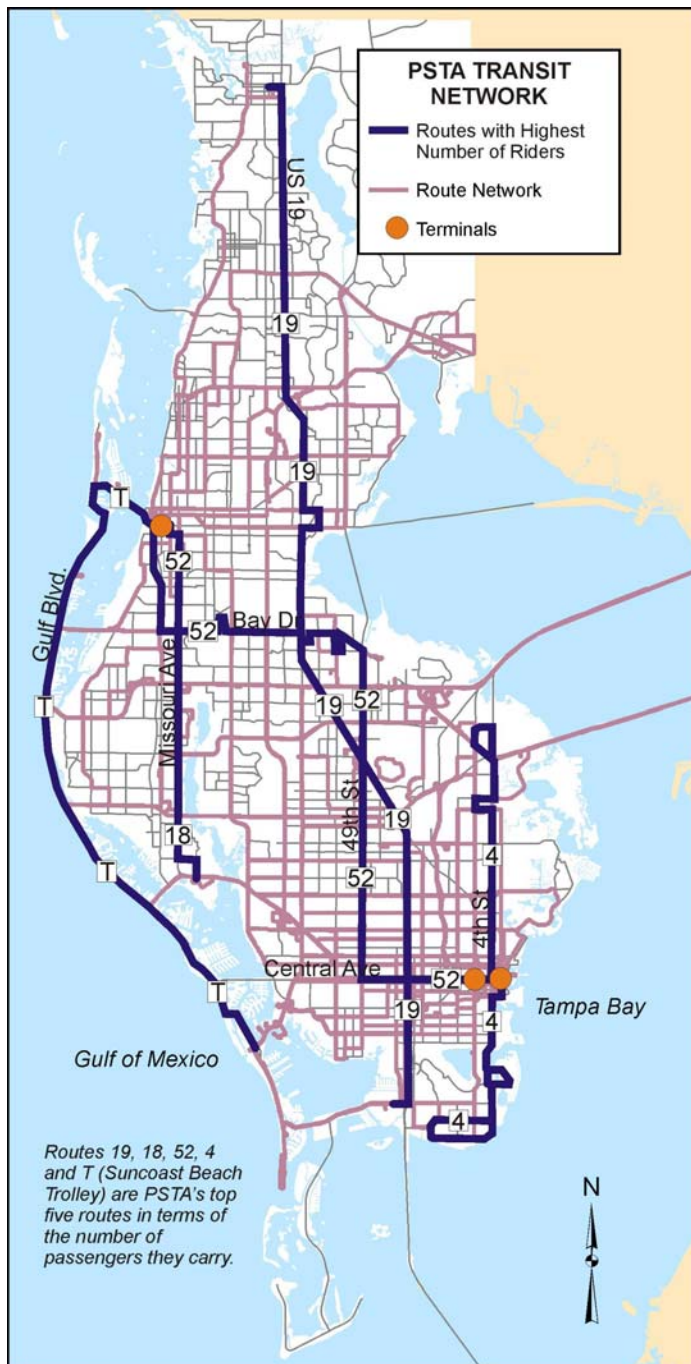 PSTA TRANSIT
NETWORK
Routes with Highest
Number of Riders
Route Network
Terminals
US 19
19
19
T
52
Gulf Blvd.
52
Bay Dr
Missouri Ave
T
19
52
49th St
19
18
4
T
52
4th St
Central Ave
52
T
19
4
Tampa Bay
Gulf of Mexico
4
Routes 19, 18, 52, 4
and T (Suncoast Beach
Trolley) are PSTA's top
five routes in terms of
the number of
passengers they carry.
N